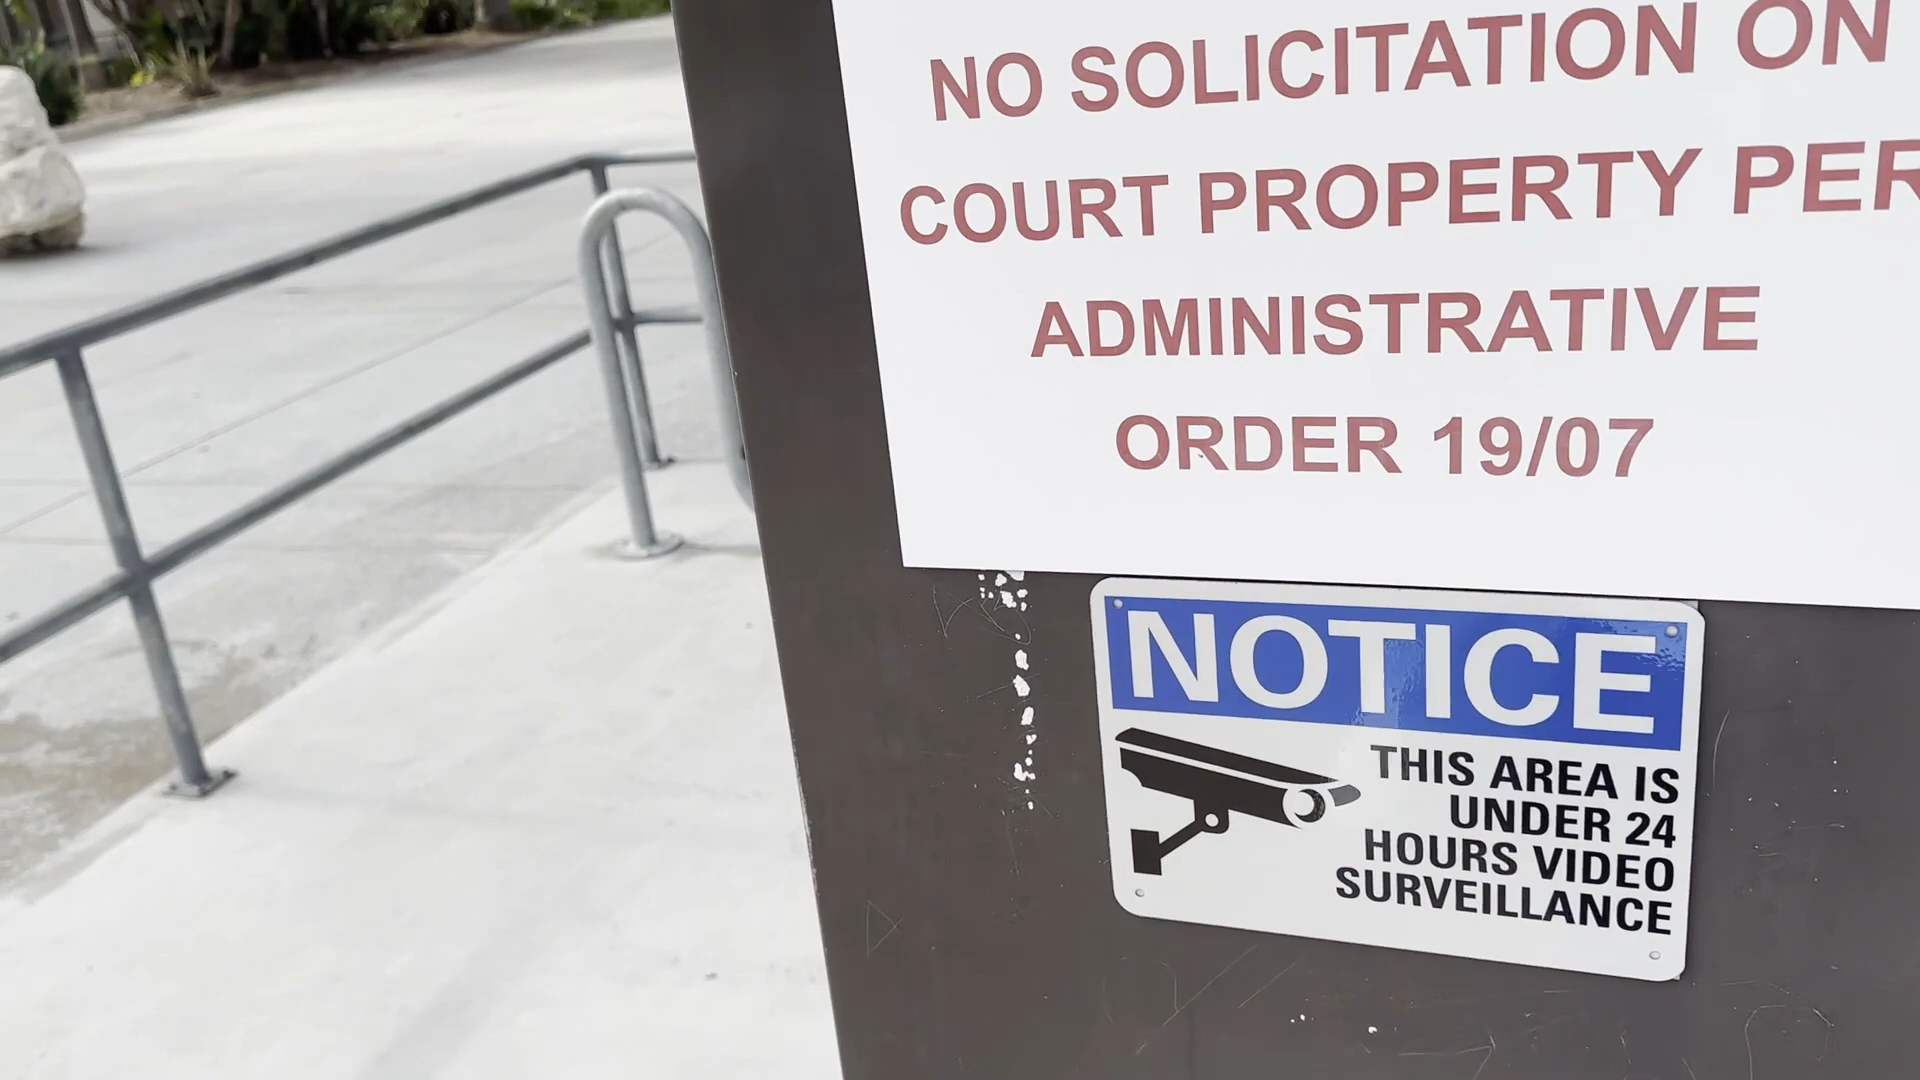 NO SOLICITATION ON
COURT PROPERTY PER
ADMINISTRATIVE
ORDER 19/07
NOTICE
THIS AREA IS
UNDER 24
HOURS VIDEO
SURVEILLANCE